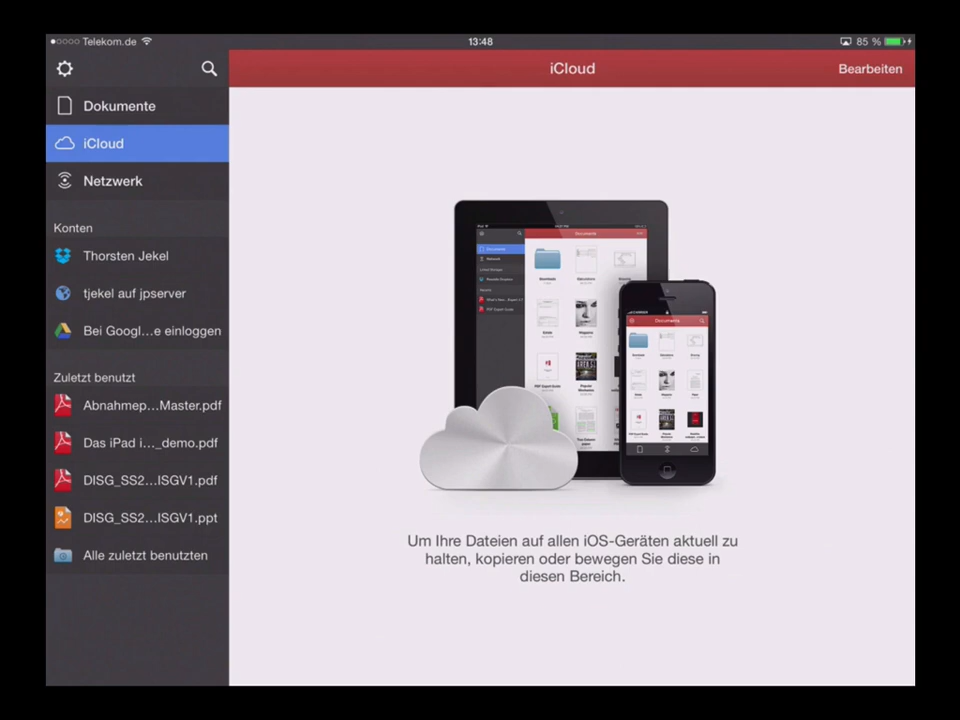 Telekom.de
13:48
85 %
iCloud
Bearbeiten
Dokumente
iCloud
Netzwerk
Konten
Thorsten Jekel
tjekel auf jpserver
Bei Googl...e einloggen
Zuletzt benutzt
Abnahmep...Master.pdf
Das iPad i..._demo.pdf
DISG_SS2...ISGV1.pdf
DISG_SS2...ISGV1.ppt
Alle zuletzt benutzten
Documents
Documents
Um Ihre Dateien auf allen iOS-Geräten aktuell zu
halten, kopieren oder bewegen Sie diese in
diesen Bereich.